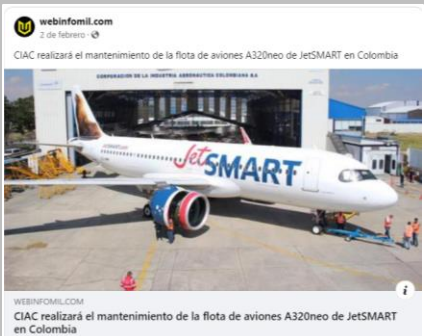 webinfomil.com
2 de febrero ·
CIAC realizará el mantenimiento de la flota de aviones A320neo de JetSMART en Colombia
CORPORACION DE LA INDUSTRIA AERONAUTICA COLOMBIANA S.A
JetSMART
WEBINFOMIL.COM
CIAC realizará el mantenimiento de la flota de aviones A320neo de JetSMART
en Colombia